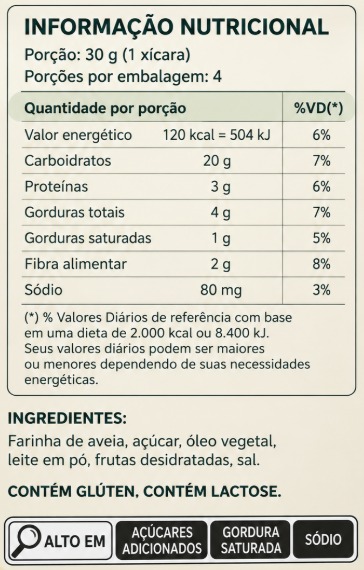 INFORMAÇÃO NUTRICIONAL
Porção: 30 g (1 xícara)
Porções por embalagem: 4
Quantidade por porção %VD(*)
Valor energético 120 kcal = 504 kJ 6%
Carboidratos 20 g 7%
Proteínas 3 g 6%
Gorduras totais 4 g 7%
Gorduras saturadas 1 g 5%
Fibra alimentar 2 g 8%
Sódio 80 mg 3%
(*) % Valores Diários de referência com base
em uma dieta de 2.000 kcal ou 8.400 kJ.
Seus valores diários podem ser maiores
ou menores dependendo de suas necessidades
energéticas.
INGREDIENTES:
Farinha de aveia, açúcar, óleo vegetal,
leite em pó, frutas desidratadas, sal.
CONTÉM GLÚTEN, CONTÉM LACTOSE.
ALTO EM
AÇÚCARES
ADICIONADOS
GORDURA
SATURADA
SÓDIO